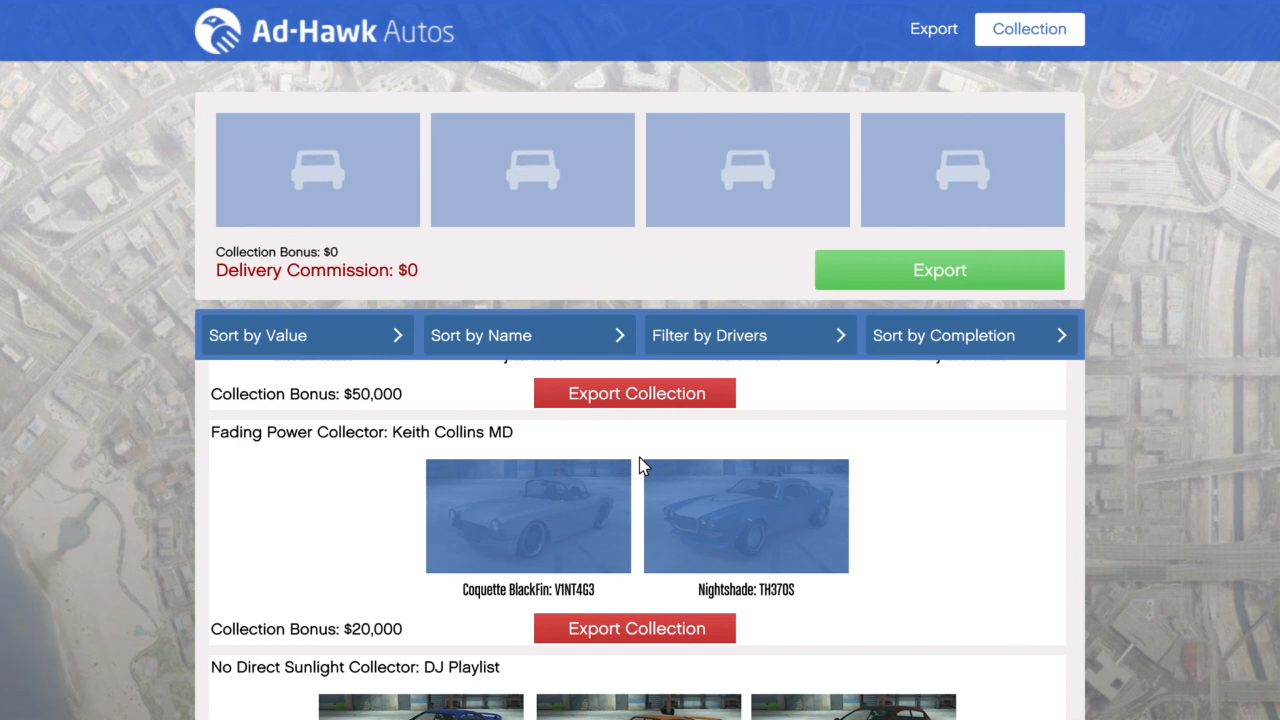 Ad-Hawk Autos
Export
Collection
Collection Bonus: $0
Delivery Commission: $0
Export
Sort by Value
Sort by Name
Filter by Drivers
Sort by Completion
Collection Bonus: $50,000
Export Collection
Fading Power Collector: Keith Collins MD
Coquette BlackFin: V1NT4G3
Nightshade: TH370S
Collection Bonus: $20,000
Export Collection
No Direct Sunlight Collector: DJ Playlist